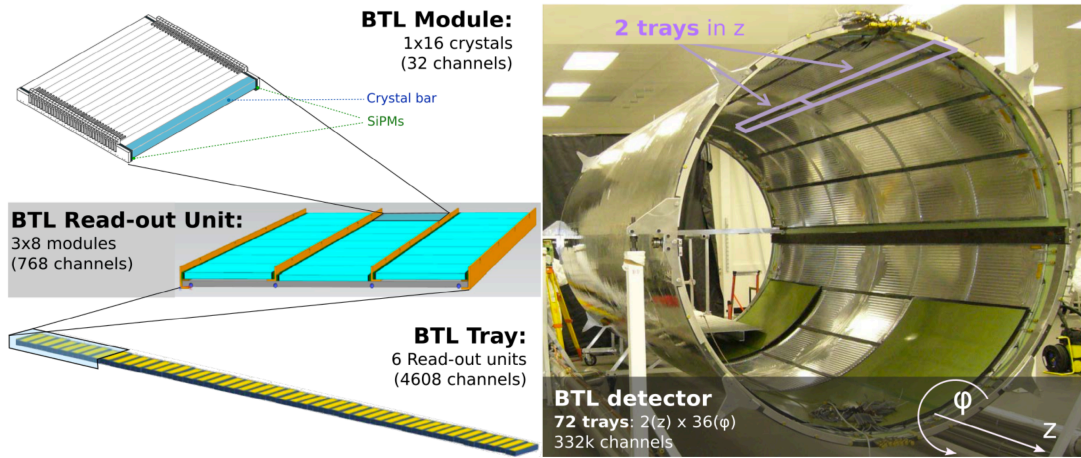 BTL Module:
1x16 crystals
(32 channels)
Crystal bar
SiPMs
BTL Read-out Unit:
3x8 modules
(768 channels)
BTL Tray:
6 Read-out units
(4608 channels)
2 trays in z
BTL detector
72 trays: 2(z) x 36(φ)
332k channels
φ
z